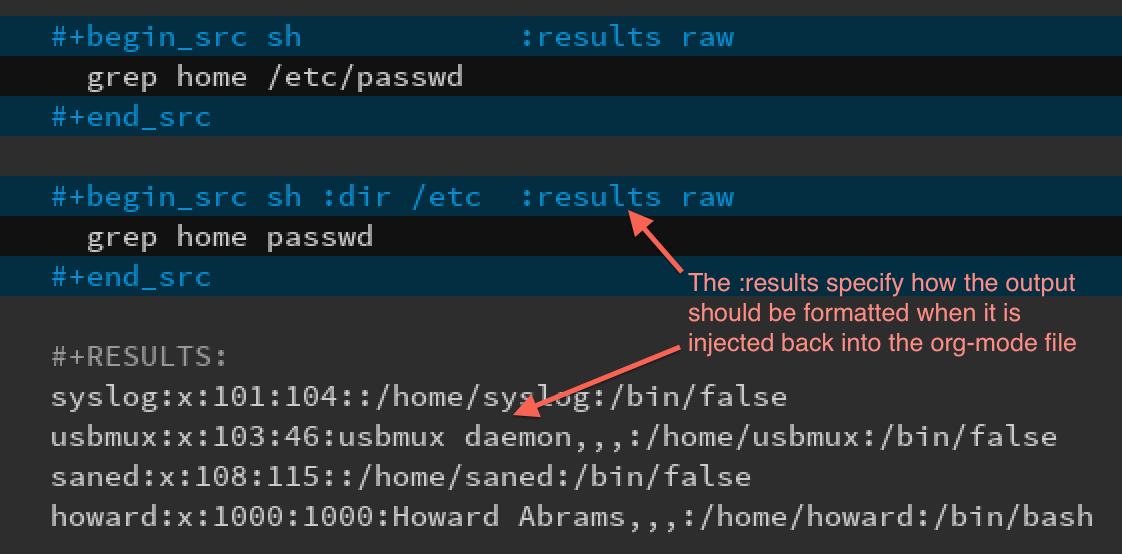 #+begin_src sh            :results raw
  grep home /etc/passwd
#+end_src
#+begin_src sh :dir /etc  :results raw
  grep home passwd
#+end_src
The :results specify how the output
should be formatted when it is
injected back into the org-mode file
#+RESULTS:
syslog:x:101:104::/home/syslog:/bin/false
usbmux:x:103:46:usbmux daemon,,,:/home/usbmux:/bin/false
saned:x:108:115::/home/saned:/bin/false
howard:x:1000:1000:Howard Abrams,,,:/home/howard:/bin/bash